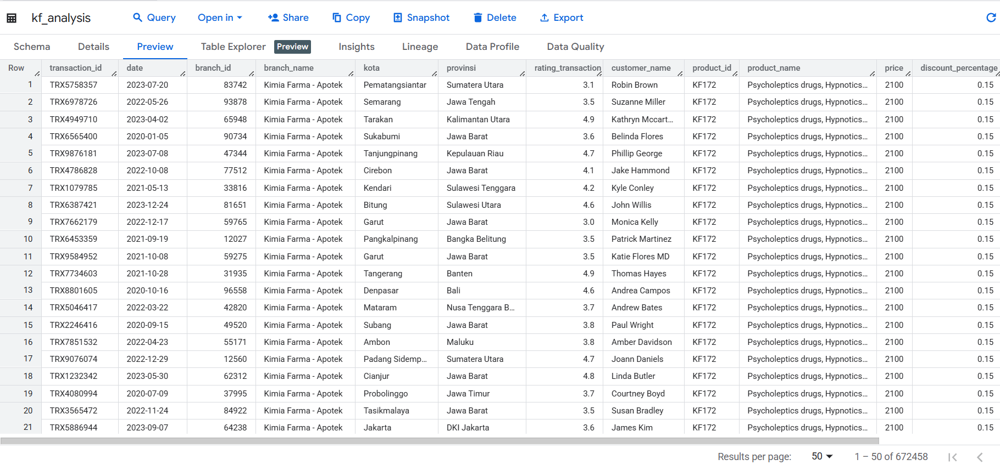 kf_analysis Query Open in Share Copy Snapshot Delete Export
Schema Details Preview Table Explorer Preview Insights Lineage Data Profile Data Quality
Row transaction_id date branch_id branch_name kota provinsi rating_transaction customer_name product_id product_name price discount_percentage
1 TRX5758357 2023-07-20 83742 Kimia Farma - Apotek Pematangsiantar Sumatera Utara 3.1 Robin Brown KF172 Psycholeptics drugs, Hypnotics... 2100 0.15
2 TRX6978726 2022-05-26 93878 Kimia Farma - Apotek Semarang Jawa Tengah 3.5 Suzanne Miller KF172 Psycholeptics drugs, Hypnotics... 2100 0.15
3 TRX4949710 2023-04-02 65948 Kimia Farma - Apotek Tarakan Kalimantan Utara 4.9 Kathryn Mccart... KF172 Psycholeptics drugs, Hypnotics... 2100 0.15
4 TRX6565400 2020-01-05 90734 Kimia Farma - Apotek Sukabumi Jawa Barat 3.6 Belinda Flores KF172 Psycholeptics drugs, Hypnotics... 2100 0.15
5 TRX9876181 2023-07-08 47344 Kimia Farma - Apotek Tanjungpinang Kepulauan Riau 4.7 Phillip George KF172 Psycholeptics drugs, Hypnotics... 2100 0.15
6 TRX4786828 2022-10-08 77512 Kimia Farma - Apotek Cirebon Jawa Barat 4.1 Jake Hammond KF172 Psycholeptics drugs, Hypnotics... 2100 0.15
7 TRX1079785 2021-05-13 33816 Kimia Farma - Apotek Kendari Sulawesi Tenggara 4.2 Kyle Conley KF172 Psycholeptics drugs, Hypnotics... 2100 0.15
8 TRX6387421 2023-12-24 81651 Kimia Farma - Apotek Bitung Sulawesi Utara 4.6 John Willis KF172 Psycholeptics drugs, Hypnotics... 2100 0.15
9 TRX7662179 2022-12-17 59765 Kimia Farma - Apotek Garut Jawa Barat 3.0 Monica Kelly KF172 Psycholeptics drugs, Hypnotics... 2100 0.15
10 TRX6453359 2021-09-19 12027 Kimia Farma - Apotek Pangkalpinang Bangka Belitung 3.5 Patrick Martinez KF172 Psycholeptics drugs, Hypnotics... 2100 0.15
11 TRX9584952 2021-10-08 59275 Kimia Farma - Apotek Garut Jawa Barat 3.5 Katie Flores MD KF172 Psycholeptics drugs, Hypnotics... 2100 0.15
12 TRX7734603 2021-10-28 31935 Kimia Farma - Apotek Tangerang Banten 4.9 Thomas Hayes KF172 Psycholeptics drugs, Hypnotics... 2100 0.15
13 TRX8801605 2020-10-16 96558 Kimia Farma - Apotek Denpasar Bali 4.6 Andrea Campos KF172 Psycholeptics drugs, Hypnotics... 2100 0.15
14 TRX5046417 2022-03-22 42820 Kimia Farma - Apotek Mataram Nusa Tenggara B... 3.7 Andrew Bates KF172 Psycholeptics drugs, Hypnotics... 2100 0.15
15 TRX2246416 2020-09-15 49520 Kimia Farma - Apotek Subang Jawa Barat 3.8 Paul Wright KF172 Psycholeptics drugs, Hypnotics... 2100 0.15
16 TRX7851532 2022-04-23 55171 Kimia Farma - Apotek Ambon Maluku 3.8 Amber Davidson KF172 Psycholeptics drugs, Hypnotics... 2100 0.15
17 TRX9076074 2022-12-29 12560 Kimia Farma - Apotek Padang Sidemp... Sumatera Utara 4.7 Joann Daniels KF172 Psycholeptics drugs, Hypnotics... 2100 0.15
18 TRX1232342 2023-05-30 62312 Kimia Farma - Apotek Cianjur Jawa Barat 4.8 Linda Butler KF172 Psycholeptics drugs, Hypnotics... 2100 0.15
19 TRX4080994 2020-07-09 37995 Kimia Farma - Apotek Probolinggo Jawa Timur 3.7 Courtney Boyd KF172 Psycholeptics drugs, Hypnotics... 2100 0.15
20 TRX3565472 2022-11-24 84922 Kimia Farma - Apotek Tasikmalaya Jawa Barat 3.5 Susan Bradley KF172 Psycholeptics drugs, Hypnotics... 2100 0.15
21 TRX5886944 2023-09-07 64238 Kimia Farma - Apotek Jakarta DKI Jakarta 3.6 James Kim KF172 Psycholeptics drugs, Hypnotics... 2100 0.15
Results per page: 50 1 – 50 of 672458